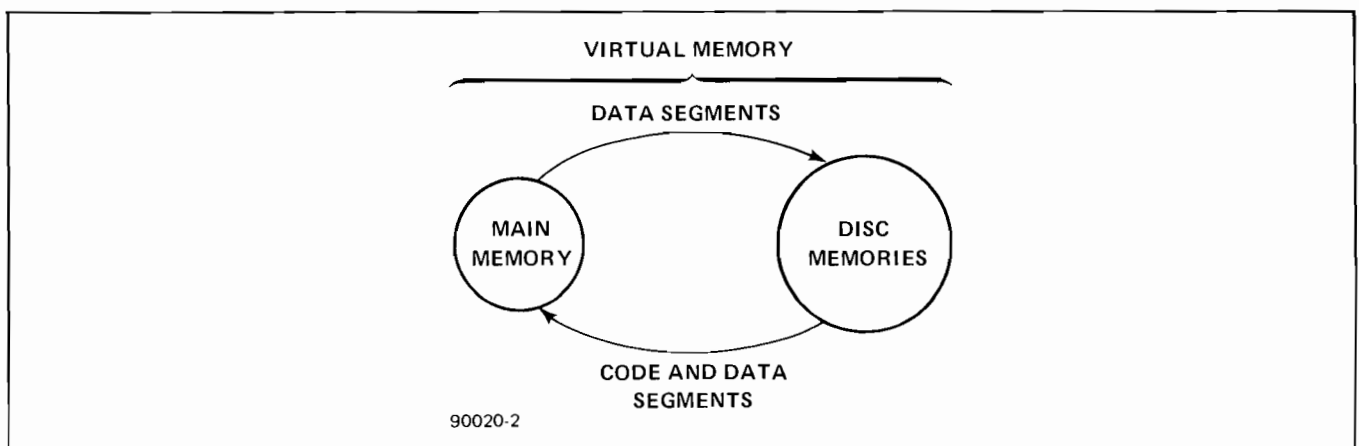 VIRTUAL MEMORY
DATA SEGMENTS
MAIN
MEMORY
DISC
MEMORIES
CODE AND DATA
SEGMENTS
90020-2